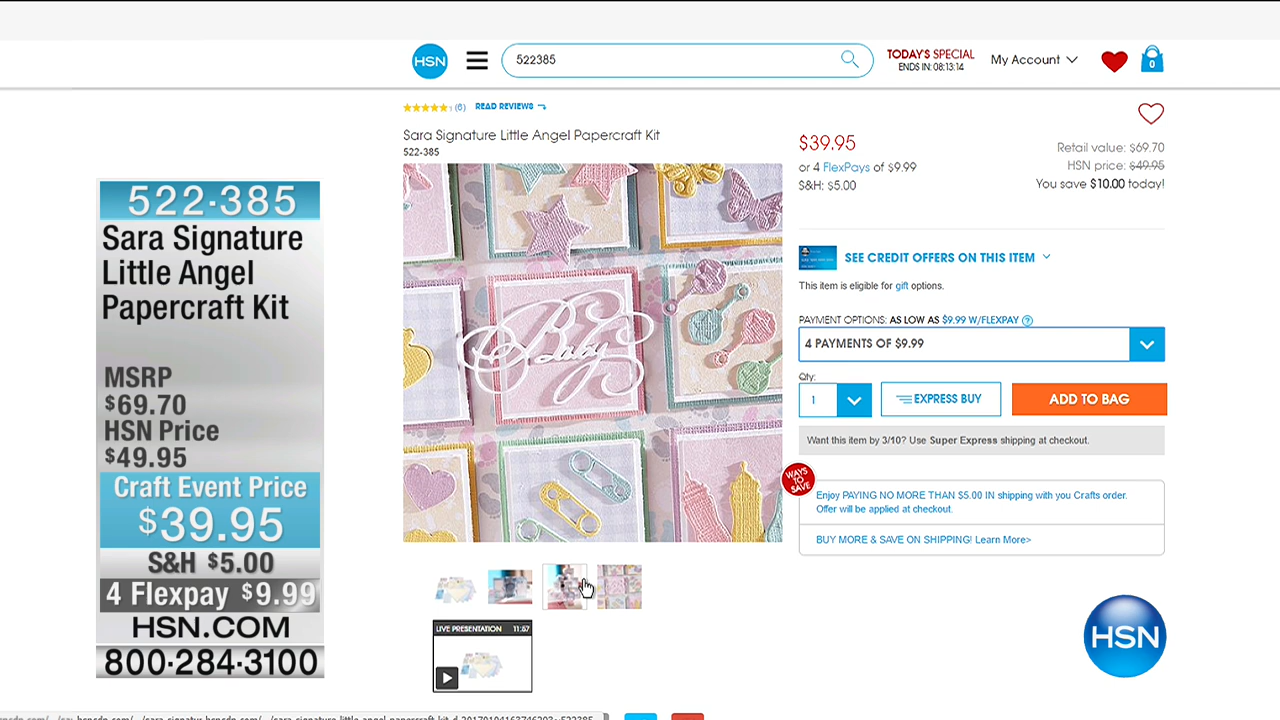 HSN
522385
TODAY'S SPECIAL
ENDS IN: 08:13:14
My Account
0
(6) READ REVIEWS
Sara Signature Little Angel Papercraft Kit
522-385
Baby
$39.95
or 4 FlexPays of $9.99
S&H: $5.00
Retail value: $69.70
HSN price: $49.95
You save $10.00 today!
SEE CREDIT OFFERS ON THIS ITEM
This item is eligible for gift options.
PAYMENT OPTIONS: AS LOW AS $9.99 W/FLEXPAY ?
4 PAYMENTS OF $9.99
Qty:
1
EXPRESS BUY
ADD TO BAG
Want this item by 3/10? Use Super Express shipping at checkout.
WAYS
TO
SAVE
Enjoy PAYING NO MORE THAN $5.00 IN shipping with you Crafts order.
Offer will be applied at checkout.
BUY MORE & SAVE ON SHIPPING! Learn More>
LIVE PRESENTATION 11:57
522-385
Sara Signature
Little Angel
Papercraft Kit
MSRP
$69.70
HSN Price
$49.95
Craft Event Price
$39.95
S&H $5.00
4 Flexpay $9.99
HSN.COM
800-284-3100
HSN